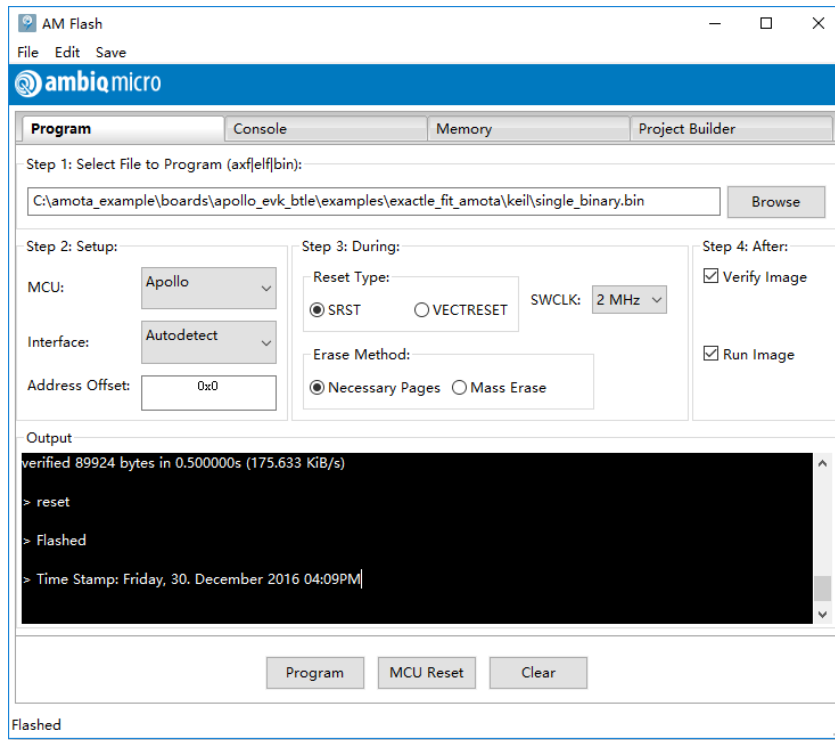 AM Flash
File Edit Save
ambiqmicro
Program Console Memory Project Builder
Step 1: Select File to Program (axf|elf|bin):
C:\amota_example\boards\apollo_evk_btle\examples\exactle_fit_amota\keil\single_binary.bin Browse
Step 2: Setup:
MCU: Apollo
Interface: Autodetect
Address Offset: 0x0
Step 3: During:
Reset Type:
SRST VECTRESET
SWCLK: 2 MHz
Erase Method:
Necessary Pages Mass Erase
Step 4: After:
Verify Image
Run Image
Output
verified 89924 bytes in 0.500000s (175.633 KiB/s)
> reset
> Flashed
> Time Stamp: Friday, 30. December 2016 04:09PM
Program MCU Reset Clear
Flashed